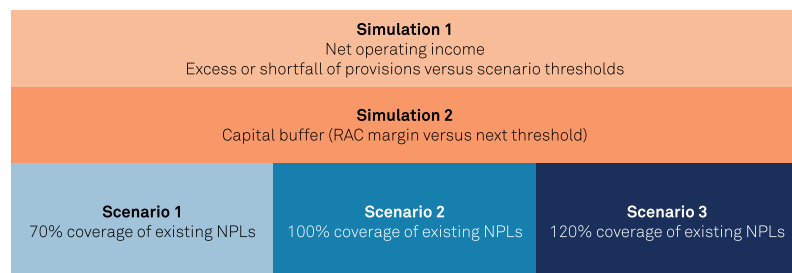 Simulation 1
Net operating income
Excess or shortfall of provisions versus scenario thresholds
Simulation 2
Capital buffer (RAC margin versus next threshold)
Scenario 1
70% coverage of existing NPLs
Scenario 2
100% coverage of existing NPLs
Scenario 3
120% coverage of existing NPLs